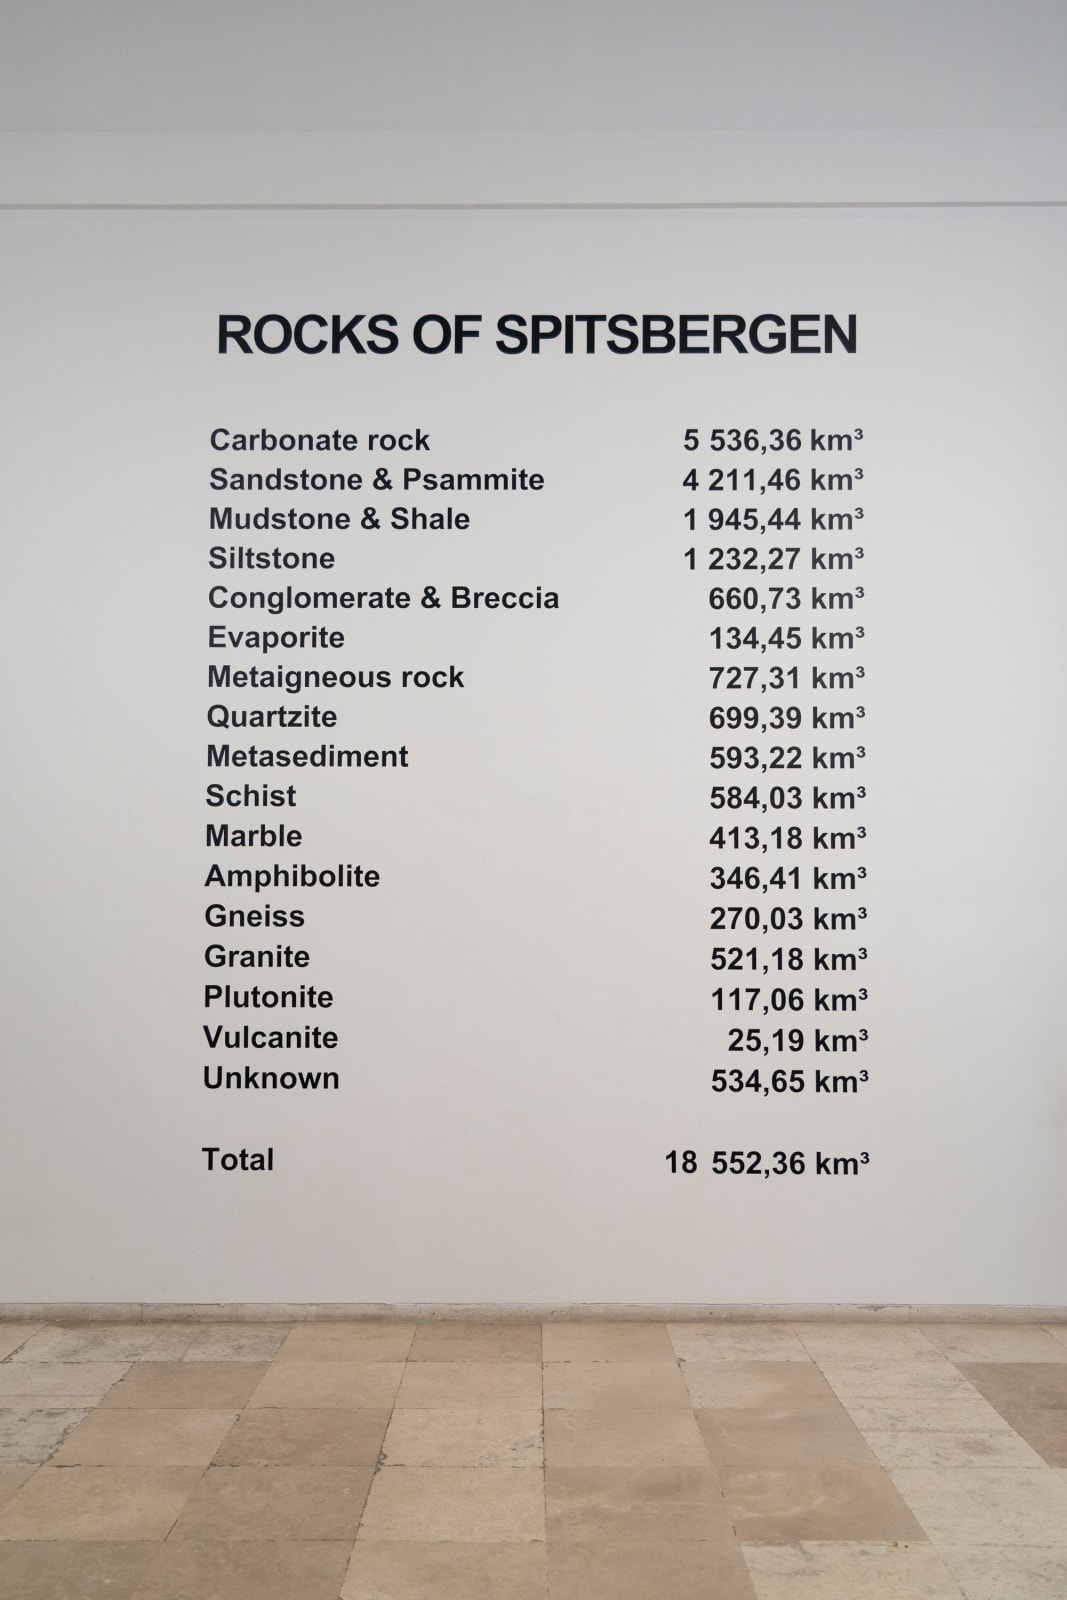 ROCKS OF SPITSBERGEN
Carbonate rock 5 536,36 km³
Sandstone & Psammite 4 211,46 km³
Mudstone & Shale 1 945,44 km³
Siltstone 1 232,27 km³
Conglomerate & Breccia 660,73 km³
Evaporite 134,45 km³
Metaigneous rock 727,31 km³
Quartzite 699,39 km³
Metasediment 593,22 km³
Schist 584,03 km³
Marble 413,18 km³
Amphibolite 346,41 km³
Gneiss 270,03 km³
Granite 521,18 km³
Plutonite 117,06 km³
Vulcanite 25,19 km³
Unknown 534,65 km³
Total 18 552,36 km³